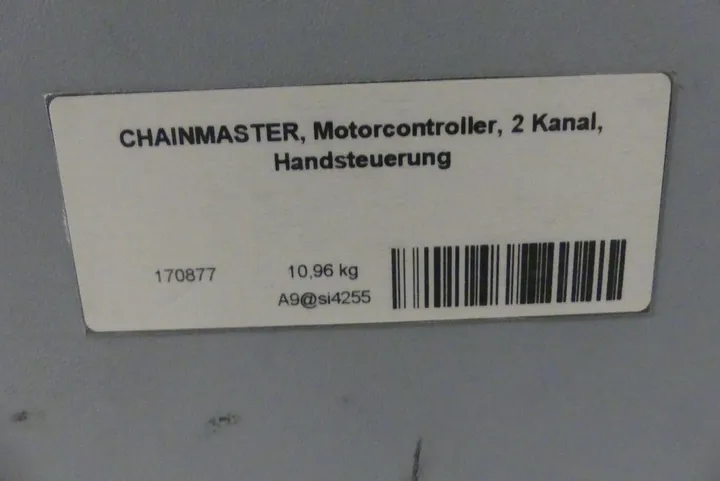 CHAINMASTER, Motorcontroller, 2 Kanal,
Handsteuerung
170877
10,96 kg
A9@si4255